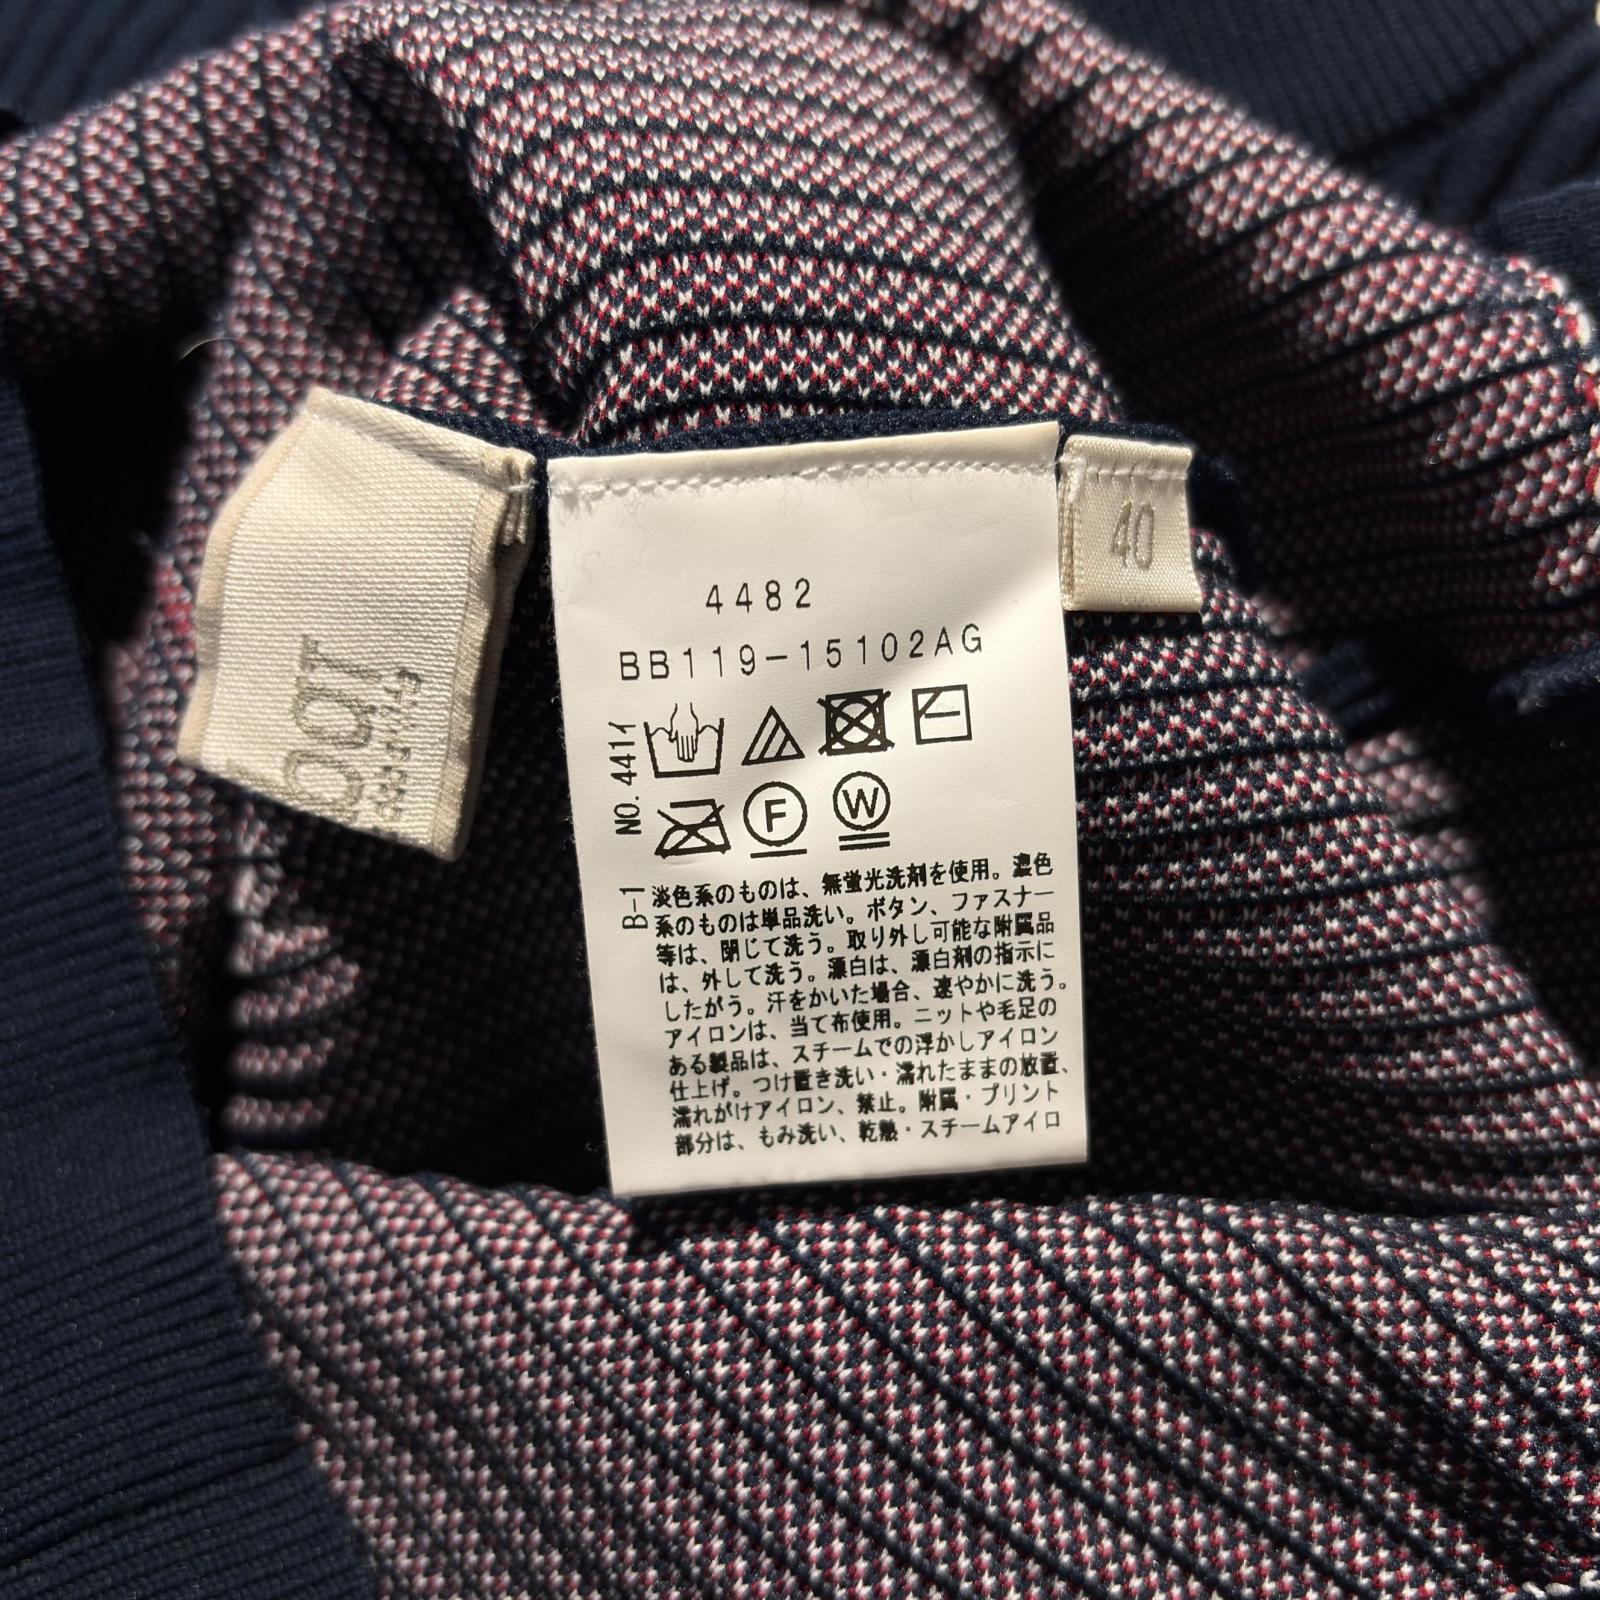 40
4482
BB119-15102AG
NO.441イ
F
W
B-1
淡色系のものは、無蛍光洗剤を使用。濃色
系のものは単品洗い。ボタン、ファスナー
等は、閉じて洗う。取り外し可能な附属品
は、外して洗う。漂白は、漂白剤の指示に
したがう。汗をかいた場合、速やかに洗う。
アイロンは、当て布使用。ニットや毛足の
ある製品は、スチームでの浮かしアイロン
仕上げ。つけ置き洗い・濡れたままの放置、
濡れがけアイロン、禁止。附属・プリント
部分は、もみ洗い、乾熱・スチームアイロ